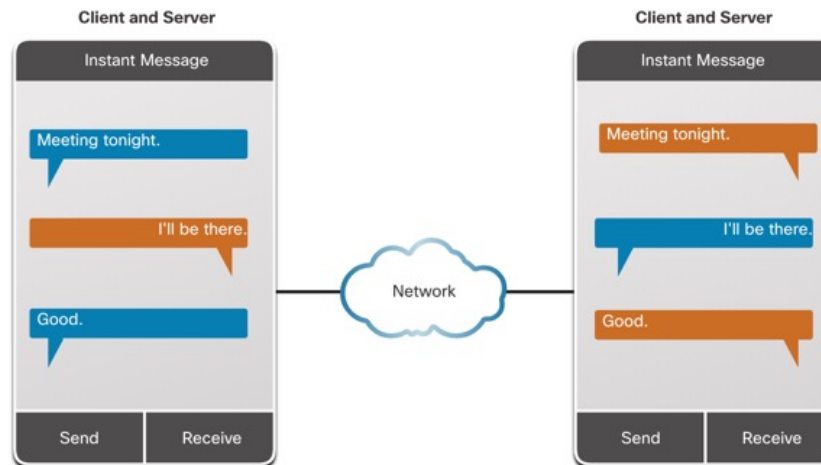 Client and Server
Instant Message
Meeting tonight.
I'll be there.
Good.
Send
Receive
Network
Client and Server
Instant Message
Meeting tonight.
I'll be there.
Good.
Send
Receive